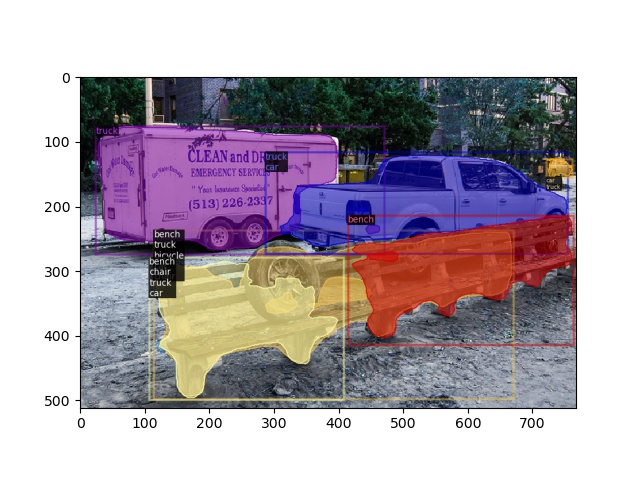 0
100
200
300
400
500
0
100
200
300
400
500
600
700
truck
CLEAN and DR
EMERGENCY SERVICE
" Your Insurance Specialist"
(513) 226-2337
truck
car
car
truck
bench
bench
truck
bicycle
bench
chair
truck
car